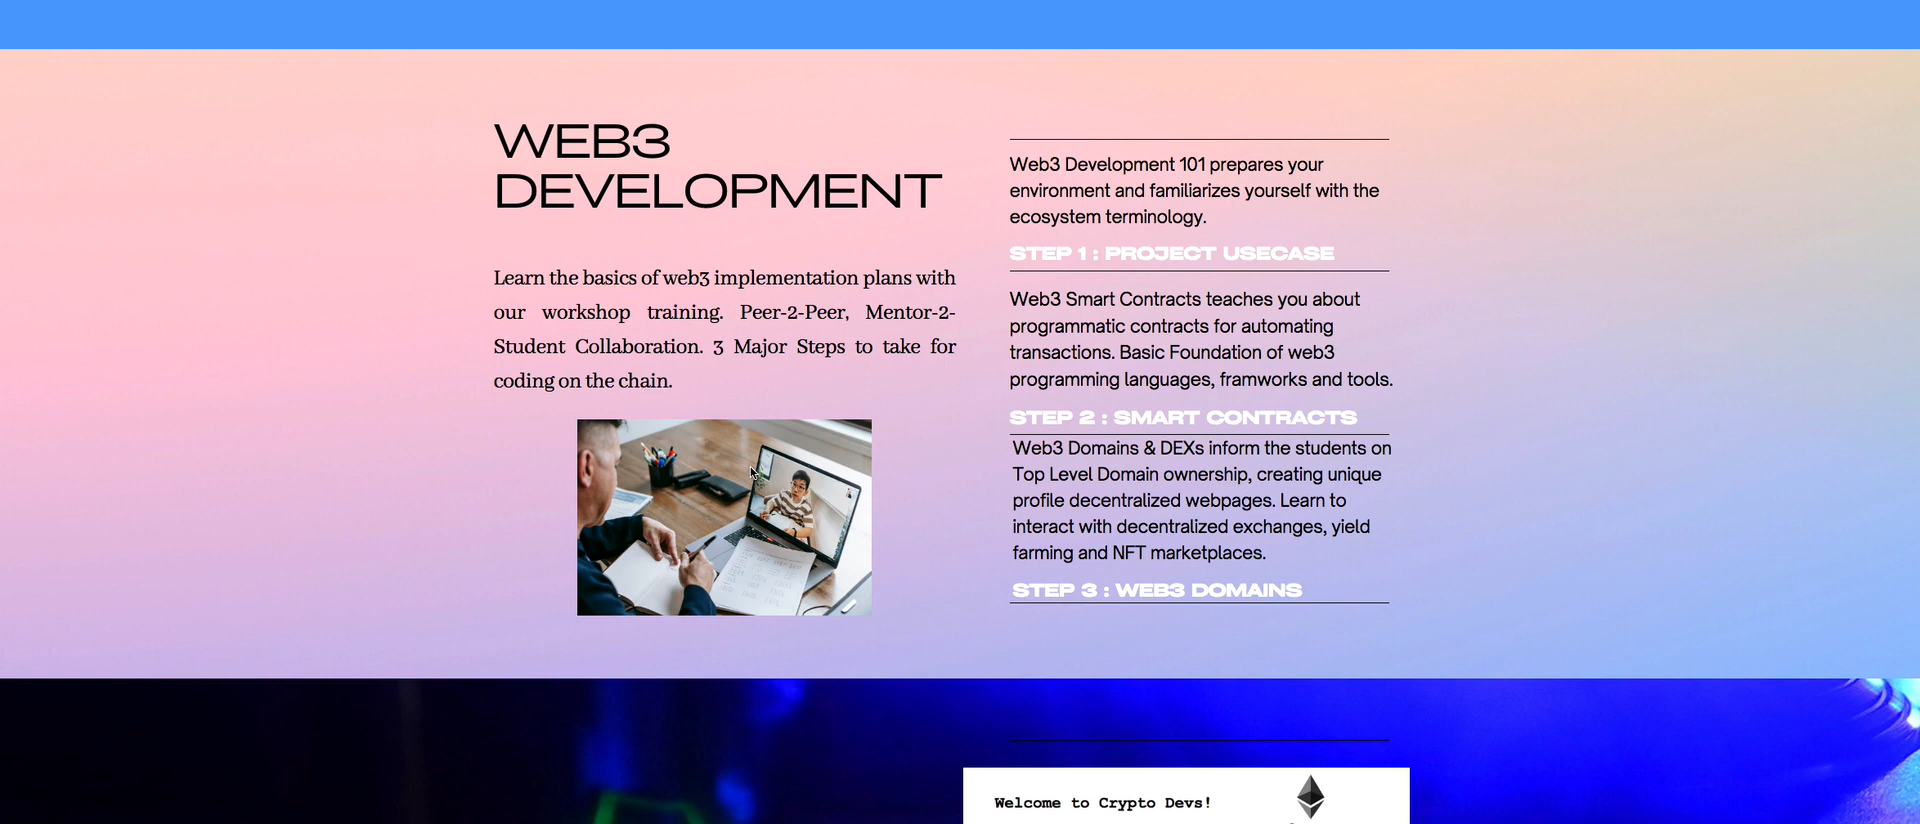 WEB3
DEVELOPMENT
Learn the basics of web3 implementation plans with
our workshop training. Peer-2-Peer, Mentor-2-
Student Collaboration. 3 Major Steps to take for
coding on the chain.
Web3 Development 101 prepares your
environment and familiarizes yourself with the
ecosystem terminology.
STEP 1 : PROJECT USECASE
Web3 Smart Contracts teaches you about
programmatic contracts for automating
transactions. Basic Foundation of web3
programming languages, framworks and tools.
STEP 2 : SMART CONTRACTS
Web3 Domains & DEXs inform the students on
Top Level Domain ownership, creating unique
profile decentralized webpages. Learn to
interact with decentralized exchanges, yield
farming and NFT marketplaces.
STEP 3 : WEB3 DOMAINS
Welcome to Crypto Devs!